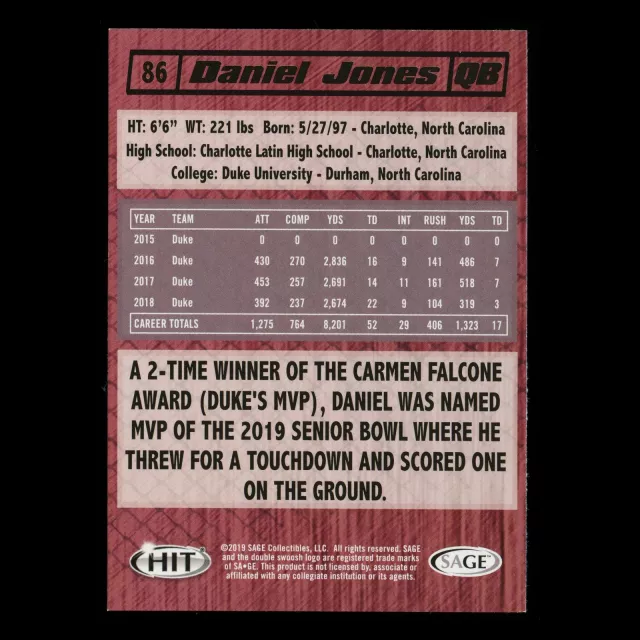 86 Daniel Jones QB
HT: 6'6" WT: 221 lbs Born: 5/27/97 - Charlotte, North Carolina
High School: Charlotte Latin High School - Charlotte, North Carolina
College: Duke University - Durham, North Carolina
YEAR TEAM ATT COMP YDS TD INT RUSH YDS TD
2015 Duke 0 0 0 0 0 0 0 0
2016 Duke 430 270 2,836 16 9 141 486 7
2017 Duke 453 257 2,691 14 11 161 518 7
2018 Duke 392 237 2,674 22 9 104 319 3
CAREER TOTALS 1,275 764 8,201 52 29 406 1,323 17
A 2-TIME WINNER OF THE CARMEN FALCONE
AWARD (DUKE'S MVP), DANIEL WAS NAMED
MVP OF THE 2019 SENIOR BOWL WHERE HE
THREW FOR A TOUCHDOWN AND SCORED ONE
ON THE GROUND.
HIT
©2019 SAGE Collectibles, LLC. All rights reserved. SAGE
and the double swoosh logo are registered trade marks
of SA•GE. This product is not licensed by, associate or
affiliated with any collegiate institution or its agents.
SAGE